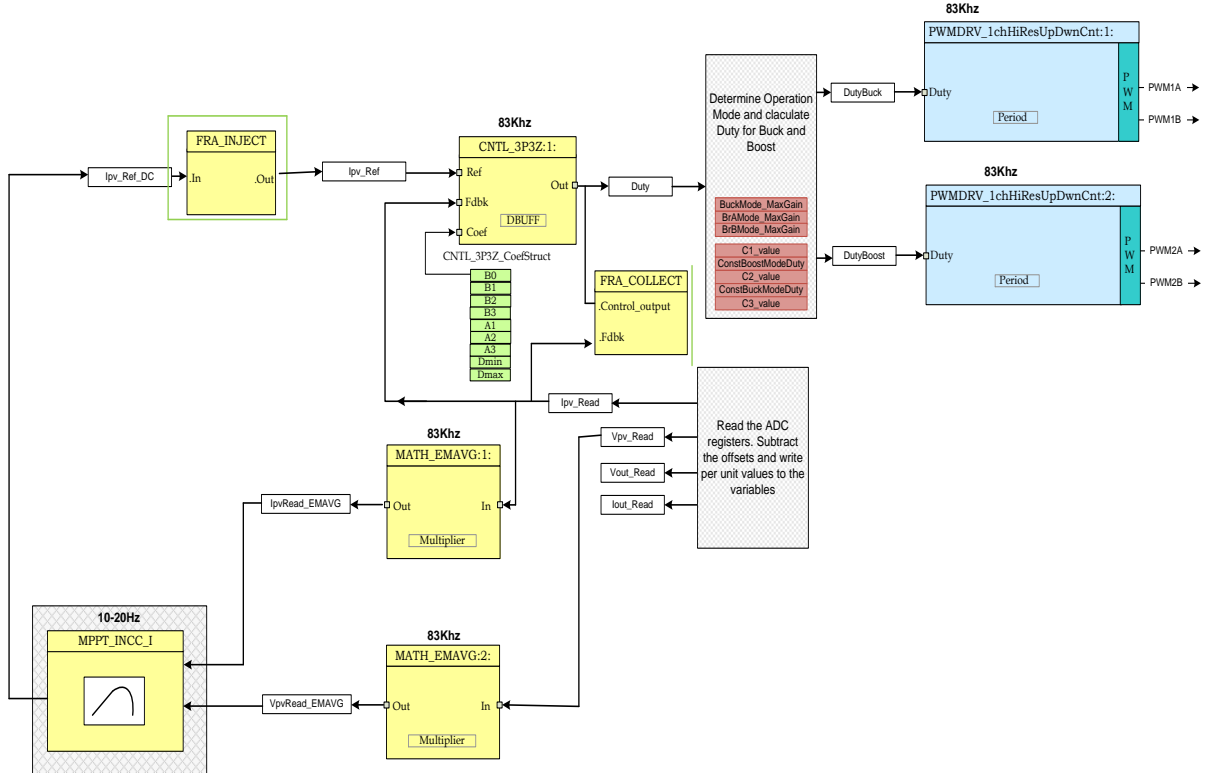 83Khz
PWMDRV_1chHiResUpDwnCnt:1:
Duty
Period
P
W
M
PWM1A
PWM1B
DutyBuck
Determine Operation
Mode and claculate
Duty for Buck and
Boost
BuckMode_MaxGain
BrAMode_MaxGain
BrBMode_MaxGain
C1_value
ConstBoostModeDuty
C2_value
ConstBuckModeDuty
C3_value
83Khz
PWMDRV_1chHiResUpDwnCnt:2:
Duty
Period
P
W
M
PWM2A
PWM2B
DutyBoost
FRA_INJECT
.In
.Out
Ipv_Ref_DC
Ipv_Ref
83Khz
CNTL_3P3Z:1:
Ref
Fdbk
Coef
Out
DBUFF
Duty
CNTL_3P3Z_CoefStruct
B0
B1
B2
B3
A1
A2
A3
Dmin
Dmax
FRA_COLLECT
.Control_output
.Fdbk
Ipv_Read
Vpv_Read
Vout_Read
Iout_Read
Read the ADC
registers. Subtract
the offsets and write
per unit values to the
variables
83Khz
MATH_EMAVG:1:
Out
In
Multiplier
IpvRead_EMAVG
10-20Hz
MPPT_INCC_I
83Khz
MATH_EMAVG:2:
Out
In
Multiplier
VpvRead_EMAVG